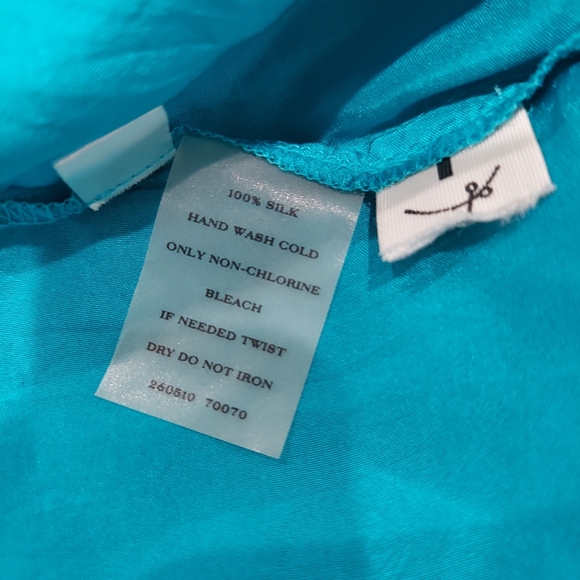 100% SILK
HAND WASH COLD
ONLY NON-CHLORINE
BLEACH
IF NEEDED TWIST
DRY DO NOT IRON
260510 70070